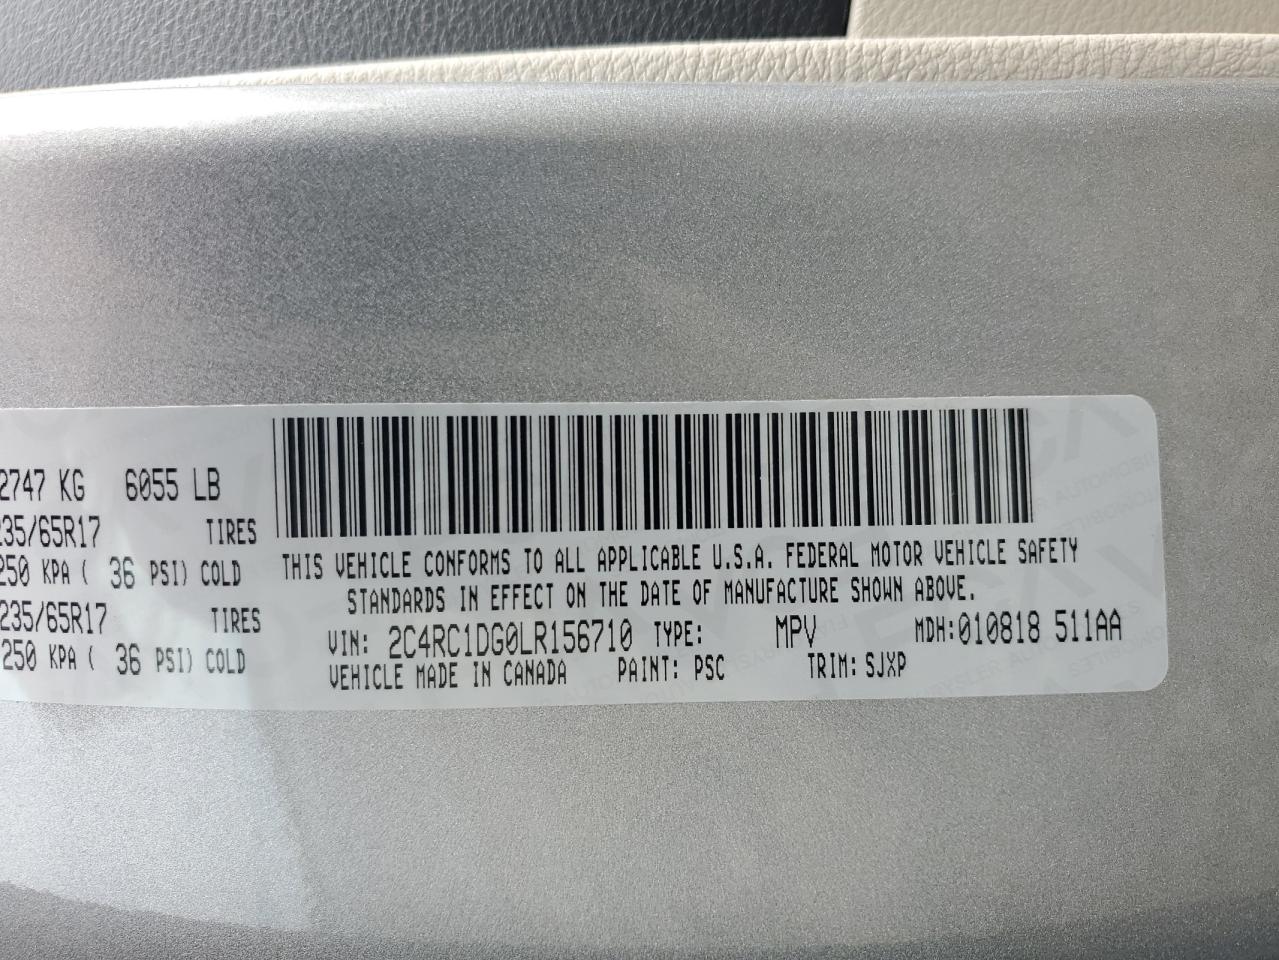 2747 KG 6055 LB
235/65R17 TIRES
250 KPA ( 36 PSI) COLD
235/65R17 TIRES
250 KPA ( 36 PSI) COLD
THIS VEHICLE CONFORMS TO ALL APPLICABLE U.S.A. FEDERAL MOTOR VEHICLE SAFETY
STANDARDS IN EFFECT ON THE DATE OF MANUFACTURE SHOWN ABOVE.
VIN: 2C4RC1DG0LR156710 TYPE: MPV MDH:010818 511AA
VEHICLE MADE IN CANADA PAINT: PSC TRIM: SJXP